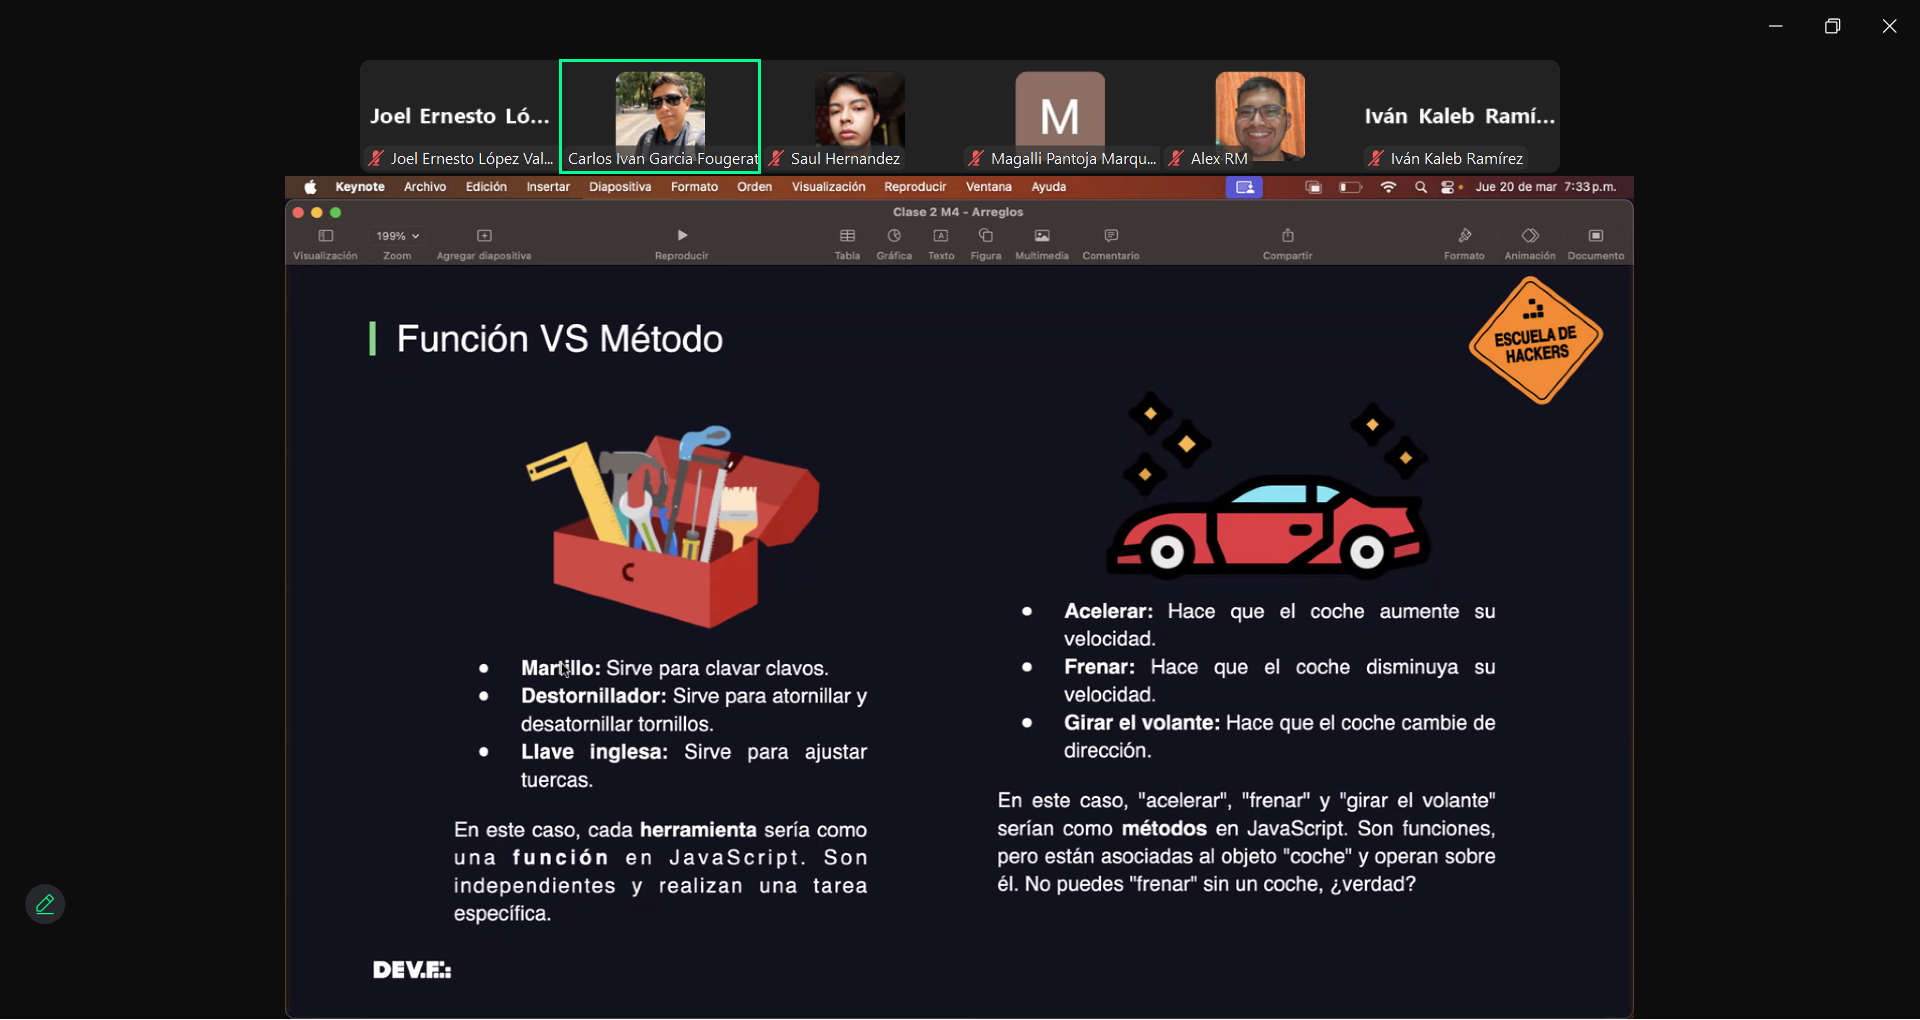 Joel Ernesto Ló...
M
Iván Kaleb Ramí...
Joel Ernesto López Val...
Carlos Ivan Garcia Fougerat
Saul Hernandez
Magalli Pantoja Marqu...
Alex RM
Iván Kaleb Ramírez
Keynote Archivo Edición Insertar Diapositiva Formato Orden Visualización Reproducir Ventana Ayuda Jue 20 de mar 7:33 p.m.
Clase 2 M4 - Arreglos
199%
Visualización Zoom Agregar diapositiva Reproducir Tabla Gráfica Texto Figura Multimedia Comentario Compartir Formato Animación Documento
Función VS Método
ESCUELA DE
HACKERS
• Martillo: Sirve para clavar clavos.
• Destornillador: Sirve para atornillar y
desatornillar tornillos.
• Llave inglesa: Sirve para ajustar
tuercas.
En este caso, cada herramienta sería como
una función en JavaScript. Son
independientes y realizan una tarea
específica.
• Acelerar: Hace que el coche aumente su
velocidad.
• Frenar: Hace que el coche disminuya su
velocidad.
• Girar el volante: Hace que el coche cambie de
dirección.
En este caso, "acelerar", "frenar" y "girar el volante"
serían como métodos en JavaScript. Son funciones,
pero están asociadas al objeto "coche" y operan sobre
él. No puedes "frenar" sin un coche, ¿verdad?
DEV.F.: